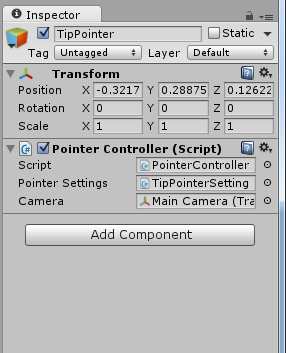 Inspector
TipPointer Static
Tag Untagged Layer Default
Transform
Position X -0.3217 Y 0.28875 Z 0.12622
Rotation X 0 Y 0 Z 0
Scale X 1 Y 1 Z 1
Pointer Controller (Script)
Script PointerController
Pointer Settings TipPointerSetting
Camera Main Camera (Tra
Add Component